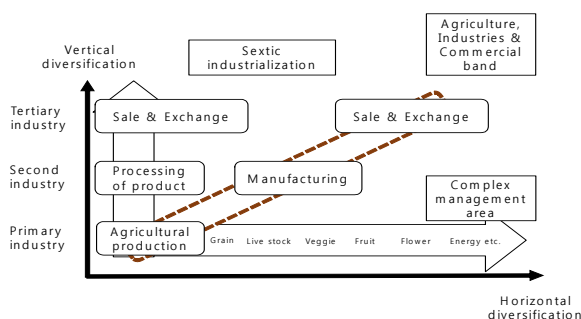 Agriculture,
Industries &
Commercial
band
Vertical
diversification
Sextic
industrialization
Tertiary
industry
Sale & Exchange
Sale & Exchange
Second
industry
Processing
of product
Manufacturing
Complex
management
area
Primary
industry
Agricultural
production
Grain
Live stock
Veggie
Fruit
Flower
Energy etc.
Horizontal
diversification